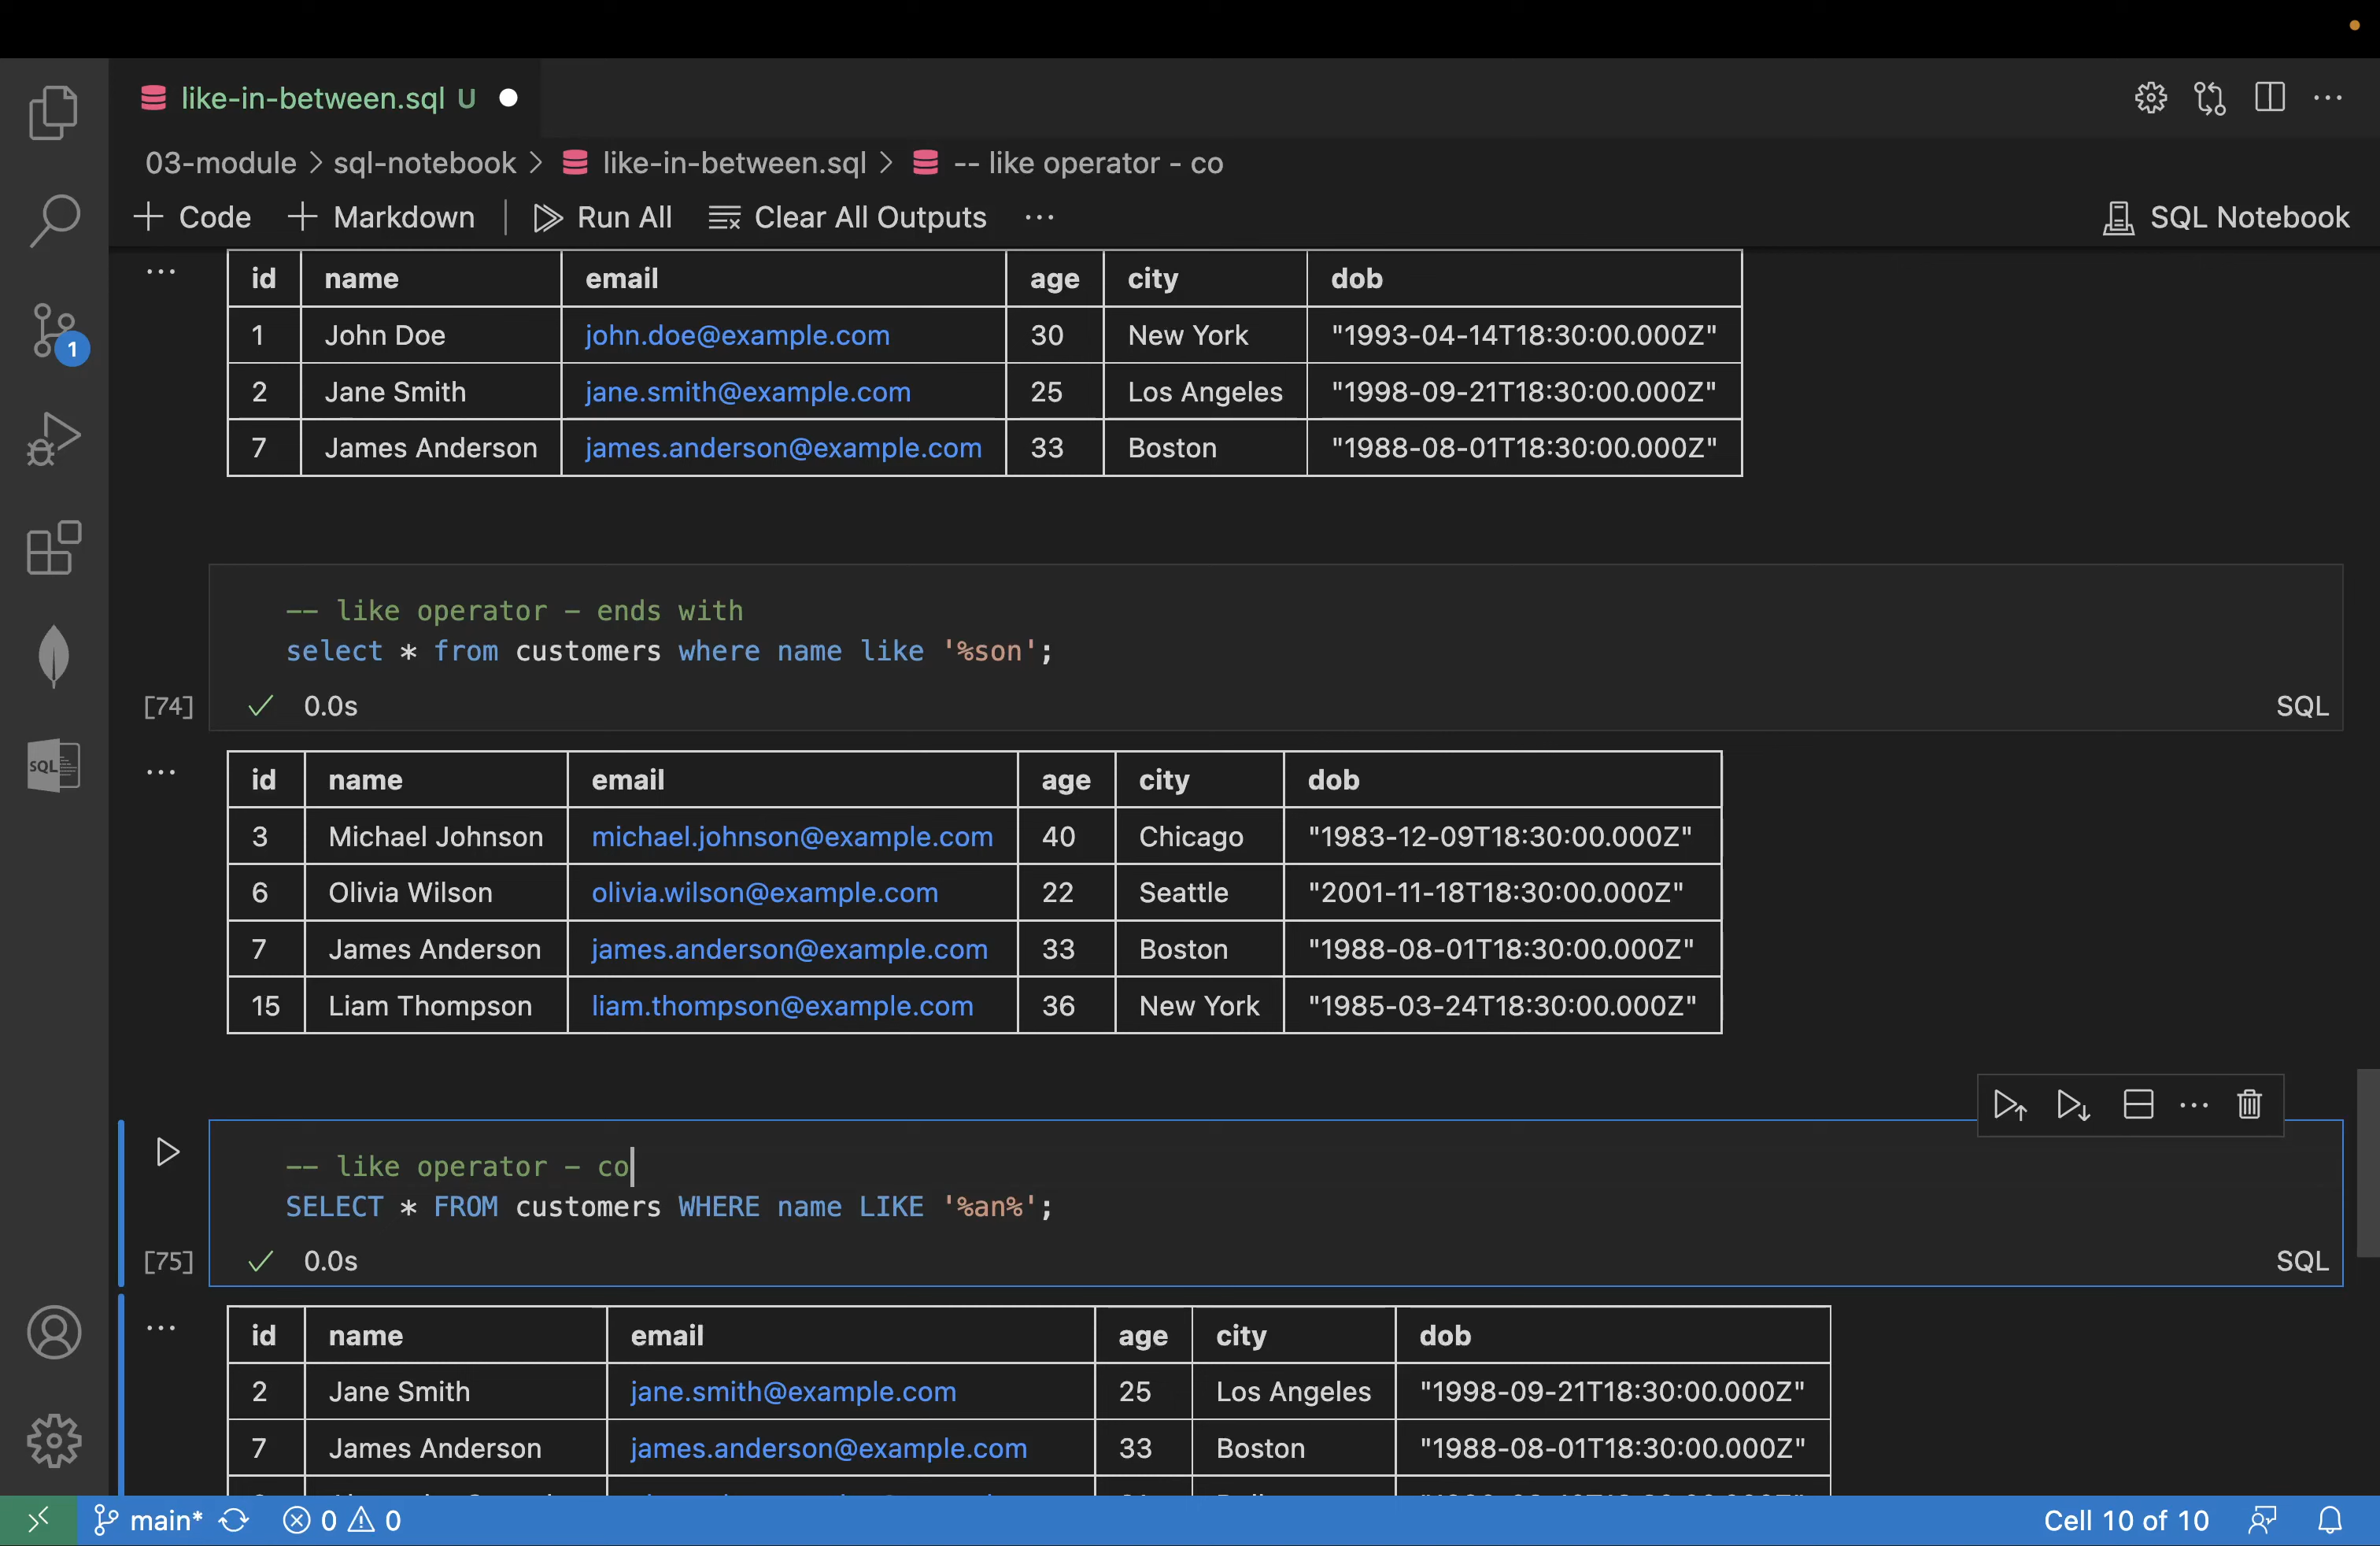 like-in-between.sql U
03-module > sql-notebook > like-in-between.sql > -- like operator - co
+ Code + Markdown | Run All Clear All Outputs ... SQL Notebook
id name email age city dob
1 John Doe john.doe@example.com 30 New York "1993-04-14T18:30:00.000Z"
2 Jane Smith jane.smith@example.com 25 Los Angeles "1998-09-21T18:30:00.000Z"
7 James Anderson james.anderson@example.com 33 Boston "1988-08-01T18:30:00.000Z"
-- like operator - ends with
select * from customers where name like '%son';
[74] 0.0s SQL
id name email age city dob
3 Michael Johnson michael.johnson@example.com 40 Chicago "1983-12-09T18:30:00.000Z"
6 Olivia Wilson olivia.wilson@example.com 22 Seattle "2001-11-18T18:30:00.000Z"
7 James Anderson james.anderson@example.com 33 Boston "1988-08-01T18:30:00.000Z"
15 Liam Thompson liam.thompson@example.com 36 New York "1985-03-24T18:30:00.000Z"
-- like operator - co
SELECT * FROM customers WHERE name LIKE '%an%';
[75] 0.0s SQL
id name email age city dob
2 Jane Smith jane.smith@example.com 25 Los Angeles "1998-09-21T18:30:00.000Z"
7 James Anderson james.anderson@example.com 33 Boston "1988-08-01T18:30:00.000Z"
1
SQL
main* 0 0 Cell 10 of 10